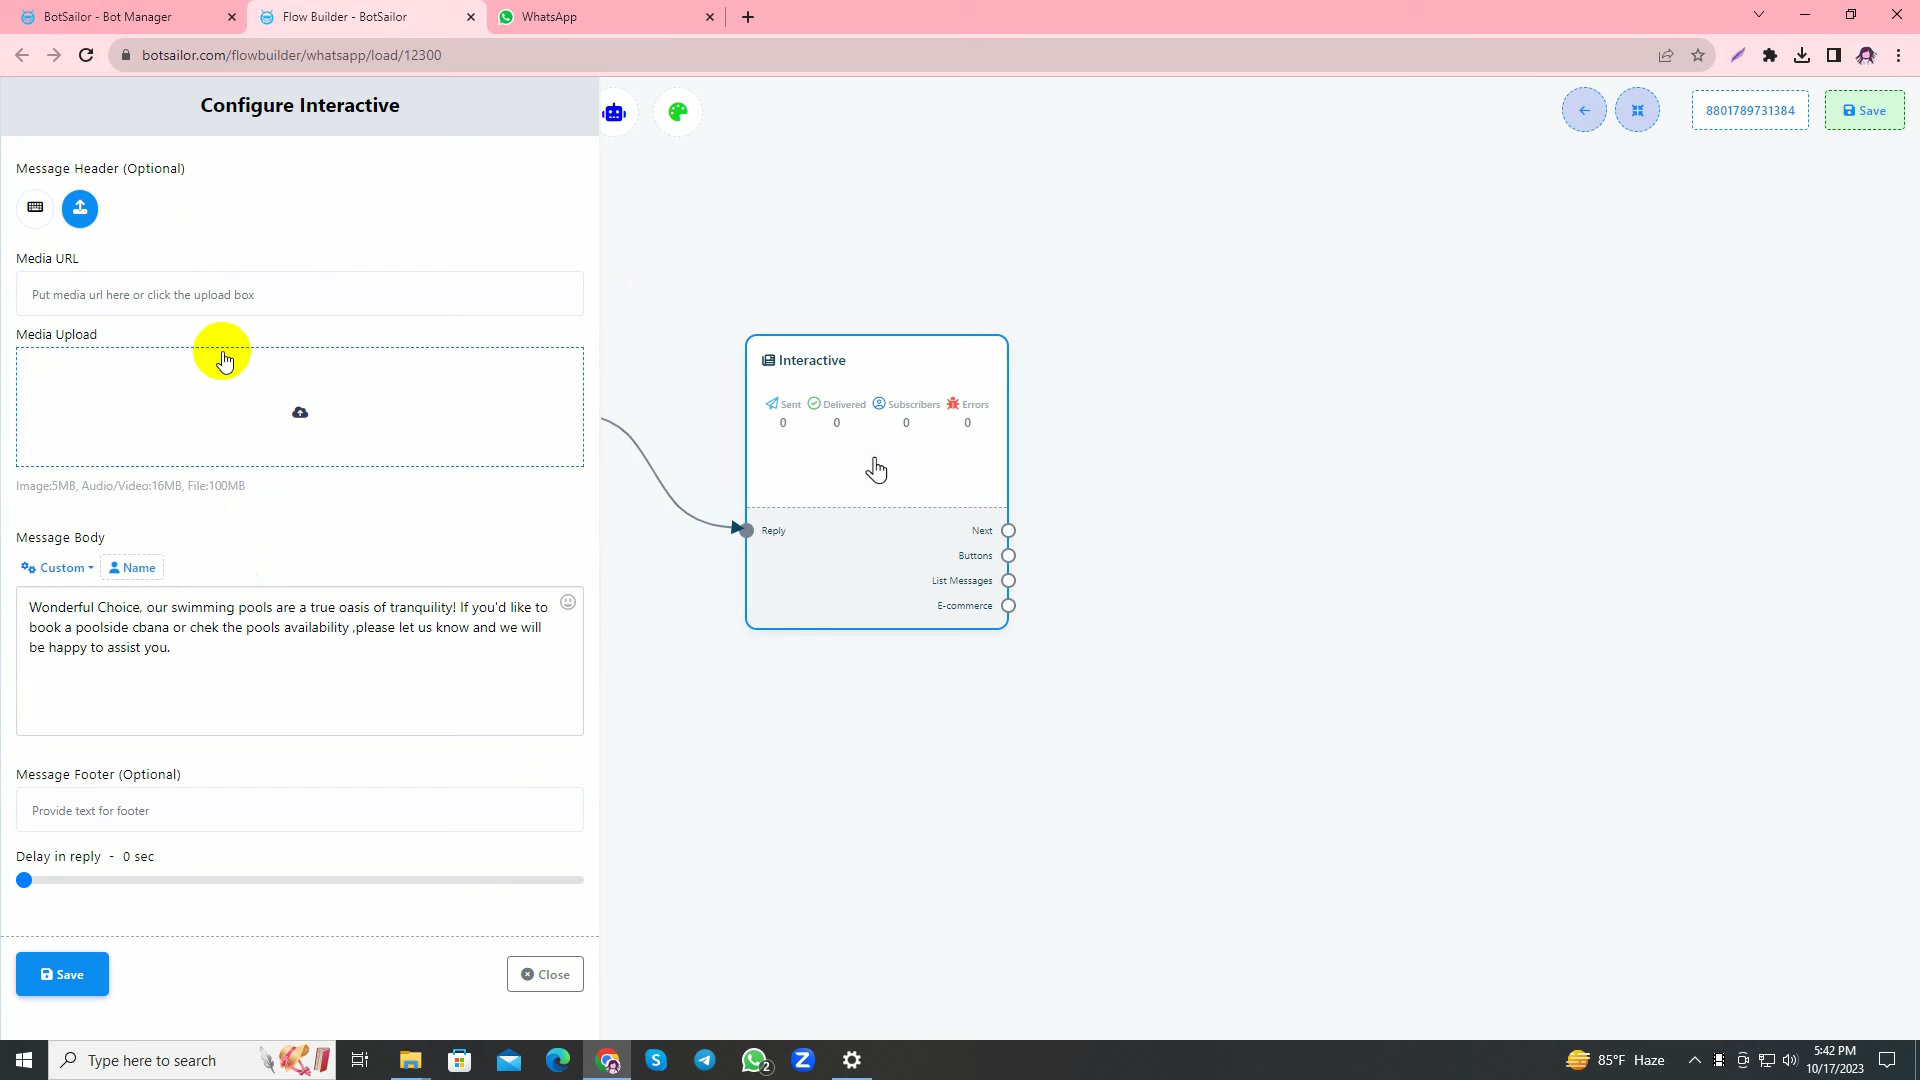 BotSailor - Bot Manager
Flow Builder - BotSailor
WhatsApp
botsailor.com/flowbuilder/whatsapp/load/12300
Configure Interactive
8801789731384
Save
Message Header (Optional)
Media URL
Put media url here or click the upload box
Media Upload
Image:5MB, Audio/Video:16MB, File:100MB
Message Body
Custom
Name
Wonderful Choice, our swimming pools are a true oasis of tranquility! If you'd like to
book a poolside cbana or chek the pools availability ,please let us know and we will
be happy to assist you.
Message Footer (Optional)
Provide text for footer
Delay in reply - 0 sec
Save
Close
Interactive
Sent Delivered Subscribers Errors
0 0 0 0
Reply
Next
Buttons
List Messages
E-commerce
Type here to search
2
85°F Haze
5:42 PM
10/17/2023